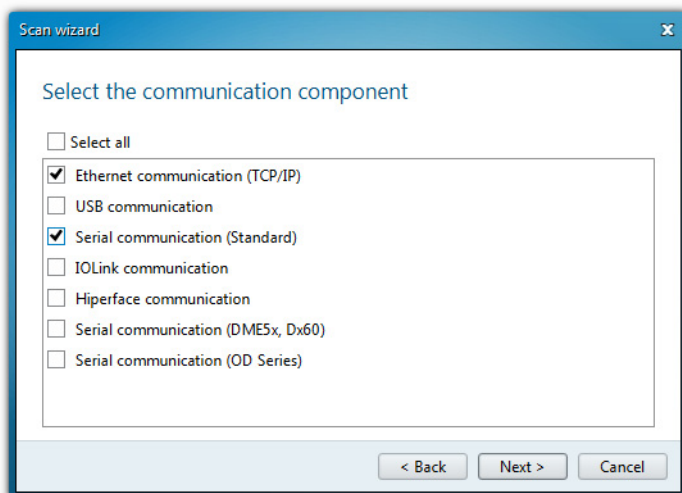 Scan wizard
Select the communication component
Select all
Ethernet communication (TCP/IP)
USB communication
Serial communication (Standard)
IOLink communication
Hiperface communication
Serial communication (DME5x, Dx60)
Serial communication (OD Series)
< Back Next > Cancel